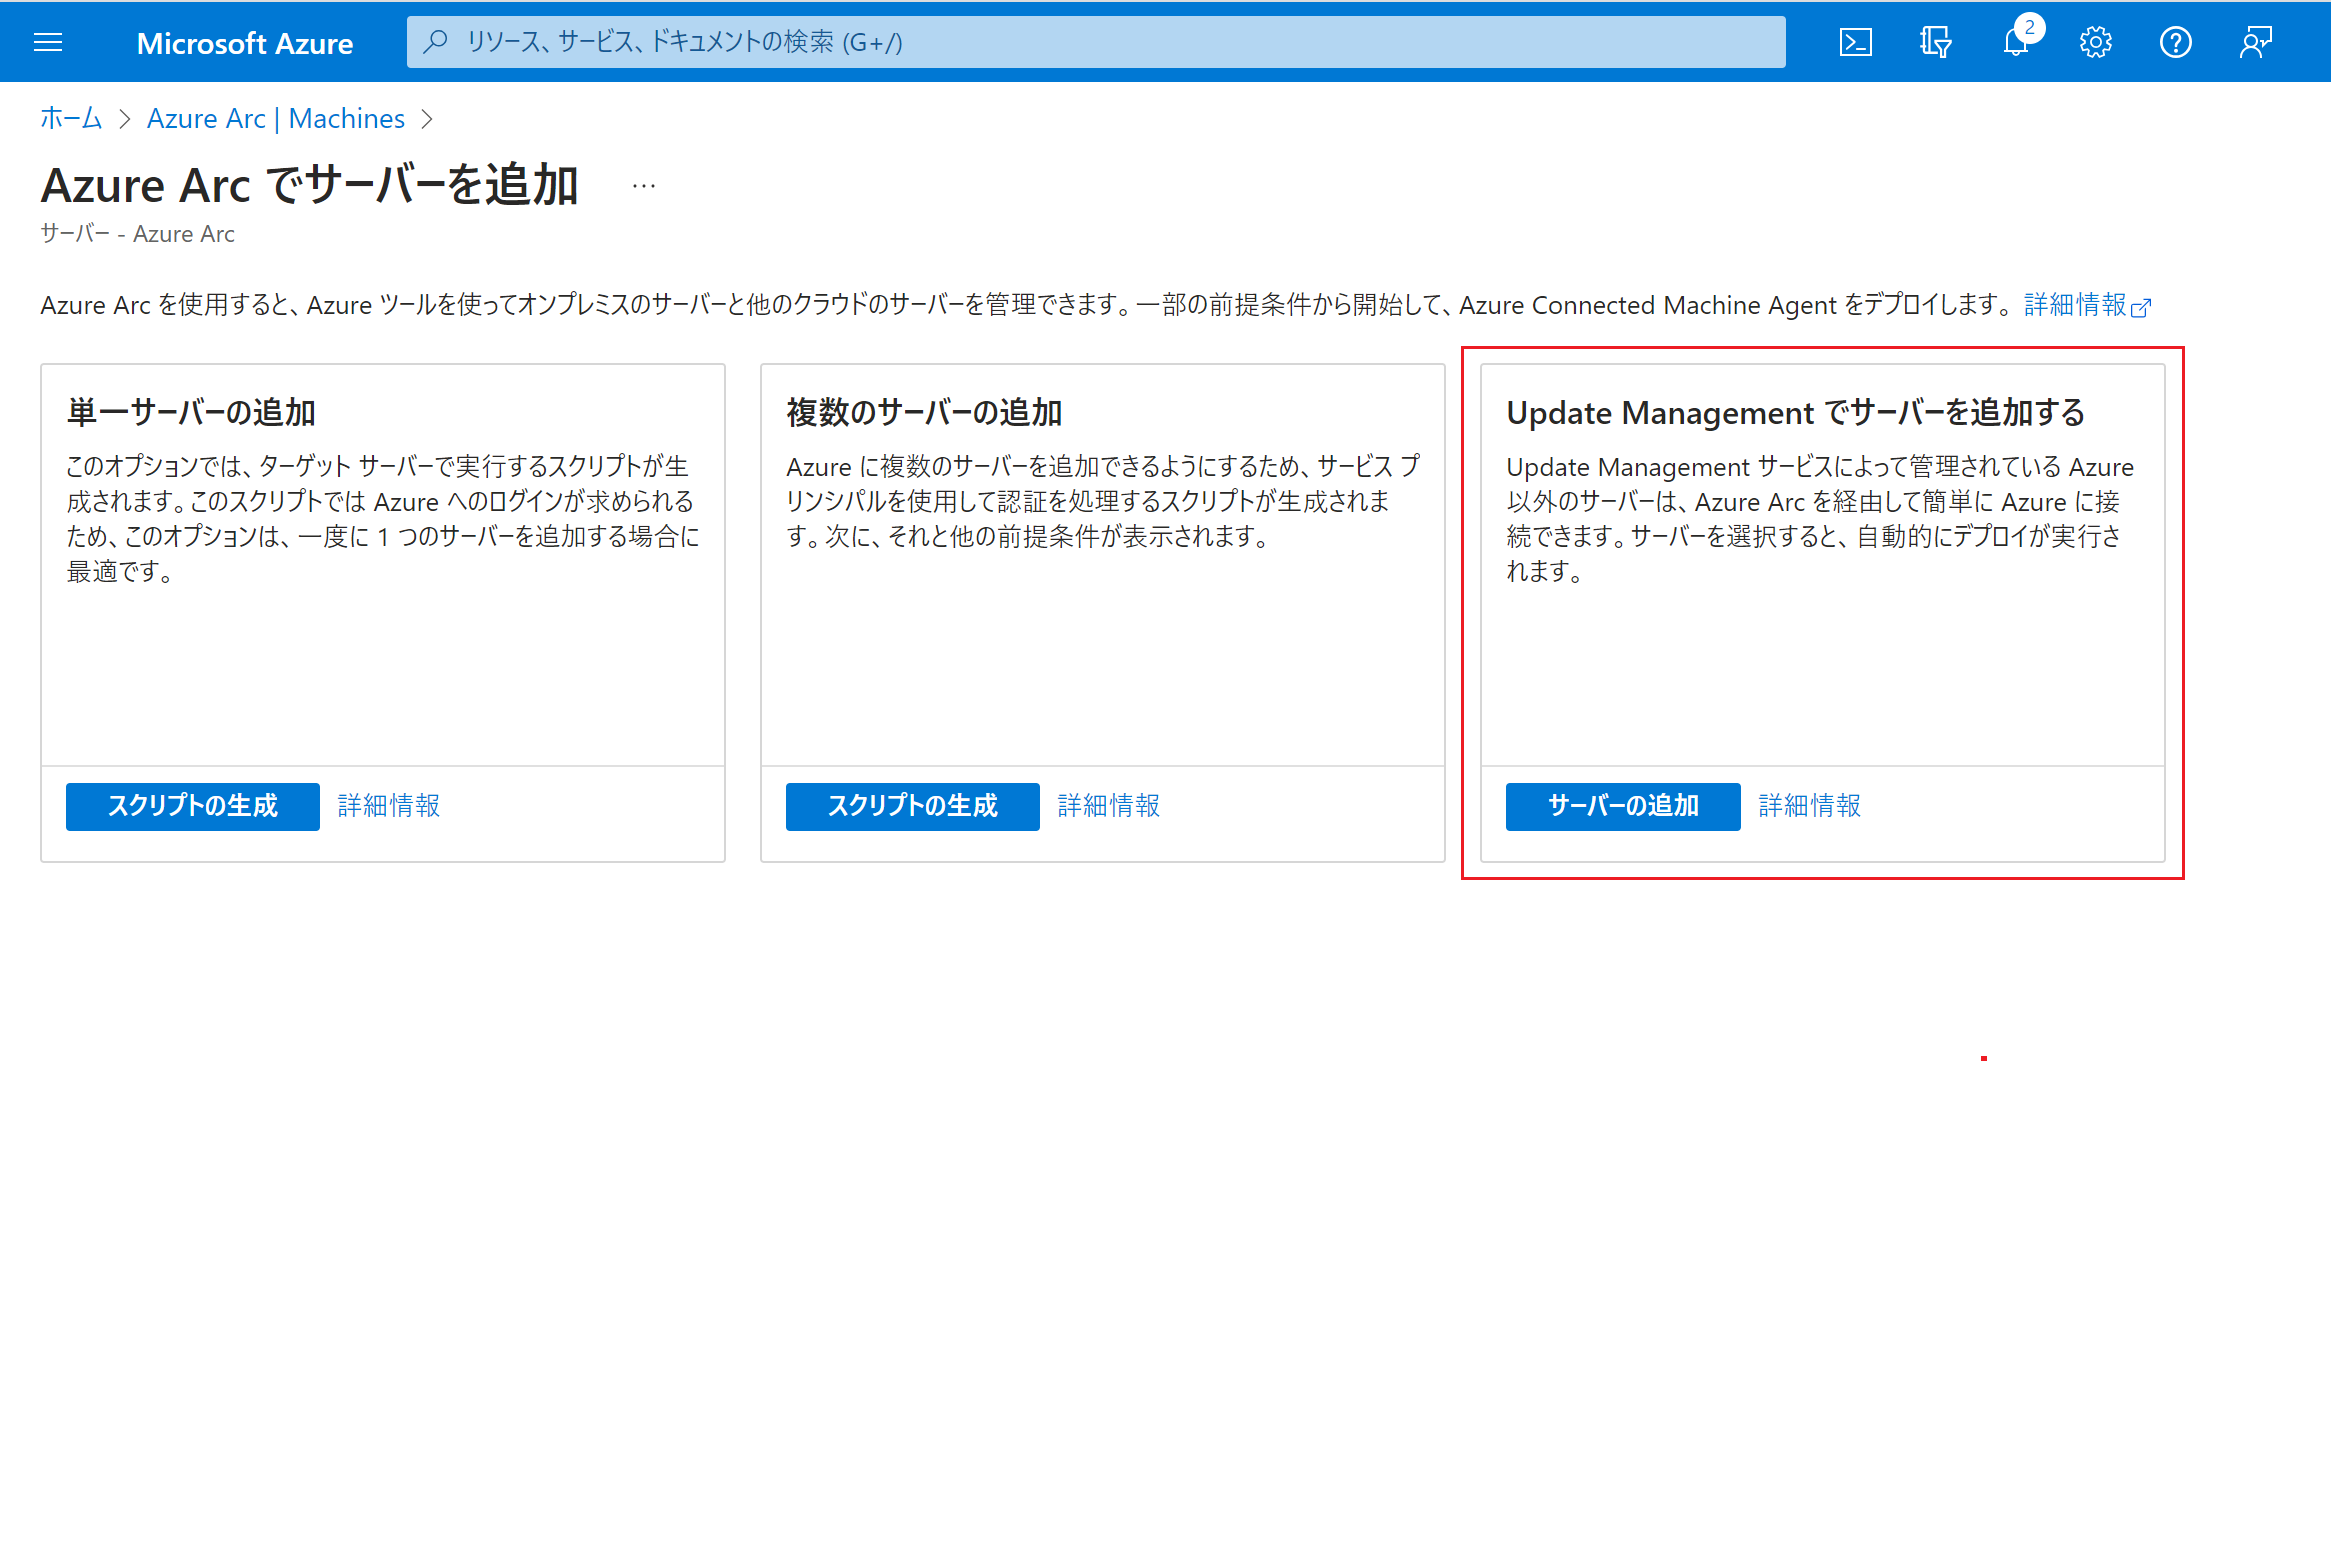 Microsoft Azure
リソース、サービス、ドキュメントの検索 (G+/)
2
ホーム > Azure Arc | Machines >
Azure Arc でサーバーを追加 …
サーバー - Azure Arc
Azure Arc を使用すると、Azure ツールを使ってオンプレミスのサーバーと他のクラウドのサーバーを管理できます。一部の前提条件から開始して、Azure Connected Machine Agent をデプロイします。 詳細情報
単一サーバーの追加
このオプションでは、ターゲット サーバーで実行するスクリプトが生
成されます。このスクリプトでは Azure へのログインが求められる
ため、このオプションは、一度に 1 つのサーバーを追加する場合に
最適です。
スクリプトの生成 詳細情報
複数のサーバーの追加
Azure に複数のサーバーを追加できるようにするため、サービス プ
リンシパルを使用して認証を処理するスクリプトが生成されま
す。次に、それと他の前提条件が表示されます。
スクリプトの生成 詳細情報
Update Management でサーバーを追加する
Update Management サービスによって管理されている Azure
以外のサーバーは、Azure Arc を経由して簡単に Azure に接
続できます。サーバーを選択すると、自動的にデプロイが実行さ
れます。
サーバーの追加 詳細情報